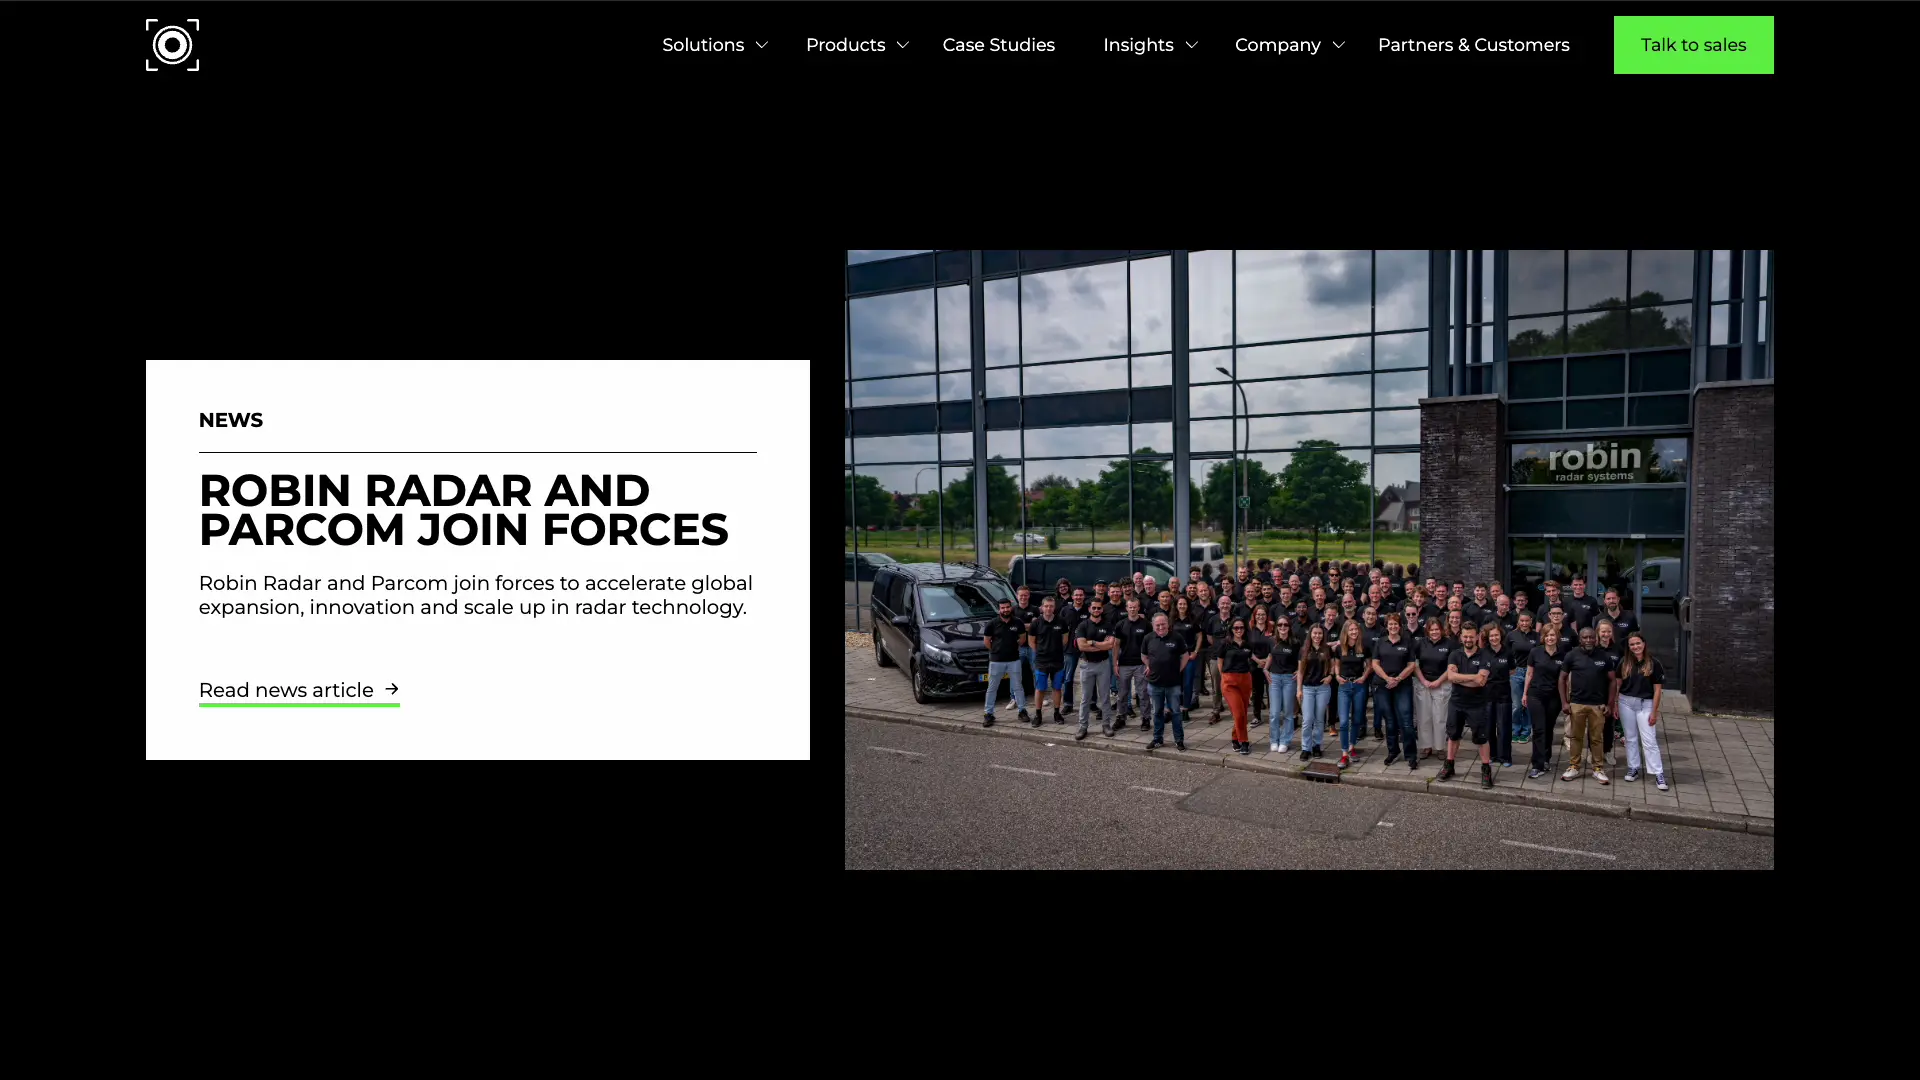 Solutions
Products
Case Studies
Insights
Company
Partners & Customers
Talk to sales
NEWS
ROBIN RADAR AND
PARCOM JOIN FORCES
Robin Radar and Parcom join forces to accelerate global
expansion, innovation and scale up in radar technology.
Read news article
robin
radar systems